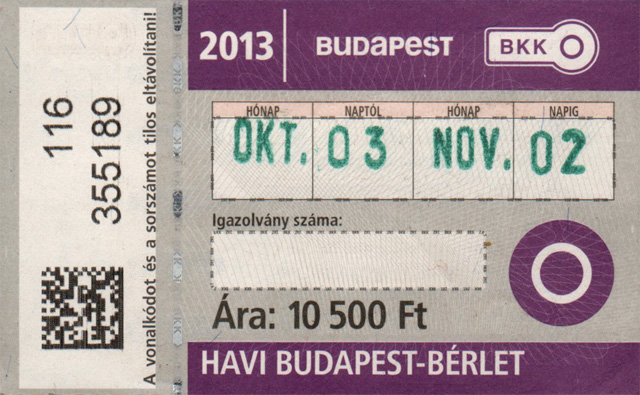 116
355189
A vonalkódot és a sorszámot tilos eltávolítani!
2013 BUDAPEST BKK
HÓNAP NAPTÓL HÓNAP NAPIG
OKT. 03 NOV. 02
Igazolvány száma:
Ára: 10 500 Ft
HAVI BUDAPEST-BÉRLET